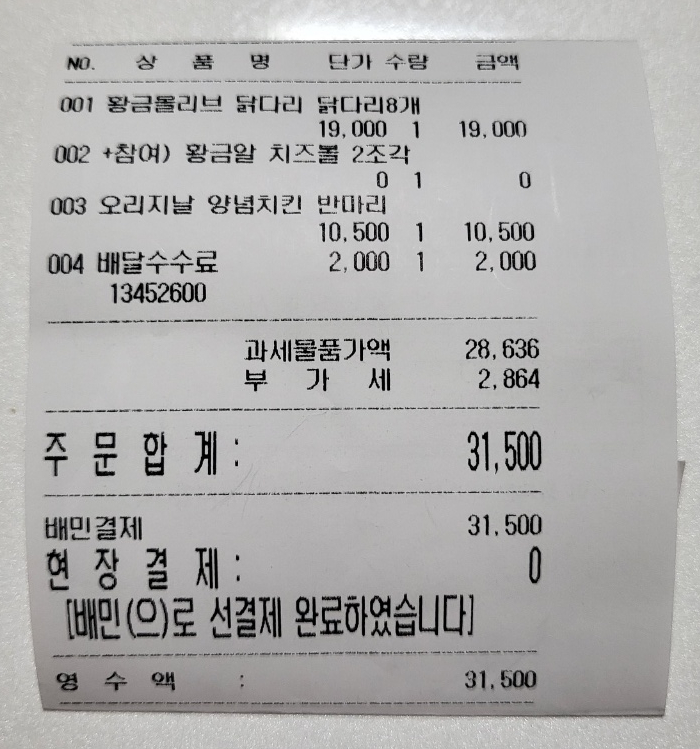 NO. 상 품 명 단가 수량 금액
001 황금올리브 닭다리 닭다리8개
19,000 1 19,000
002 +참여) 황금알 치즈볼 2조각
0 1 0
003 오리지날 양념치킨 반마리
10,500 1 10,500
004 배달수수료 2,000 1 2,000
13452600
과세물품가액 28,636
부 가 세 2,864
주 문 합 계 : 31,500
배민결제 31,500
현 장 결 제 : 0
[배민(으)로 선결제 완료하였습니다]
영 수 액 : 31,500